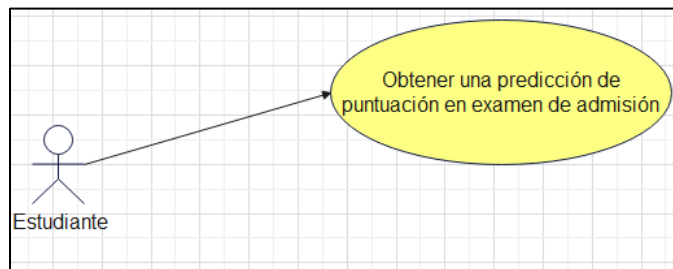 Obtener una predicción de
puntuación en examen de admisión
Estudiante